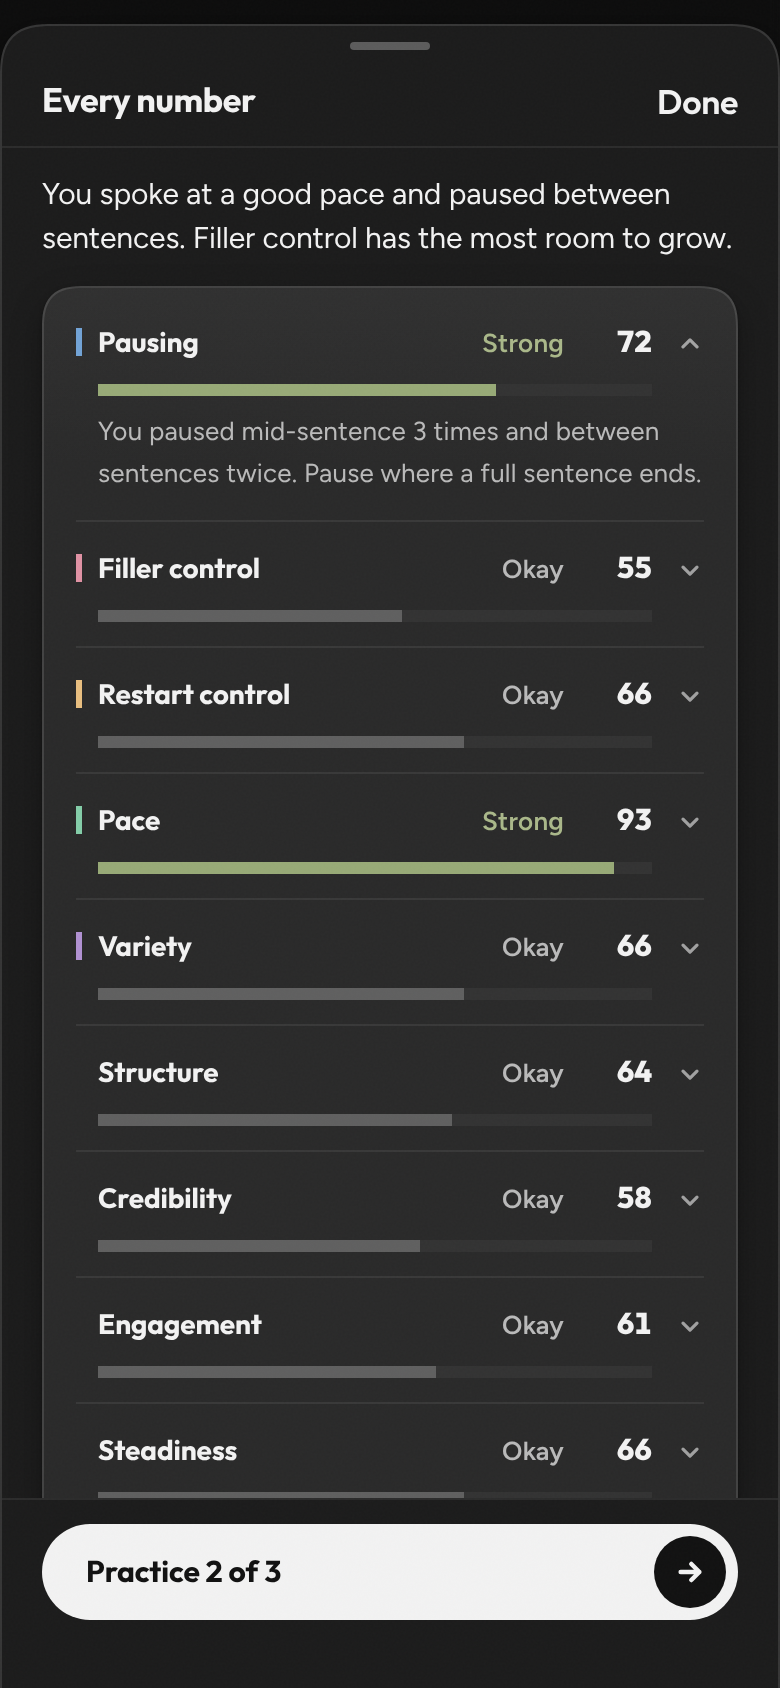 Every number
Done
You spoke at a good pace and paused between
sentences. Filler control has the most room to grow.
Pausing Strong 72
You paused mid-sentence 3 times and between
sentences twice. Pause where a full sentence ends.
Filler control Okay 55
Restart control Okay 66
Pace Strong 93
Variety Okay 66
Structure Okay 64
Credibility Okay 58
Engagement Okay 61
Steadiness Okay 66
Practice 2 of 3